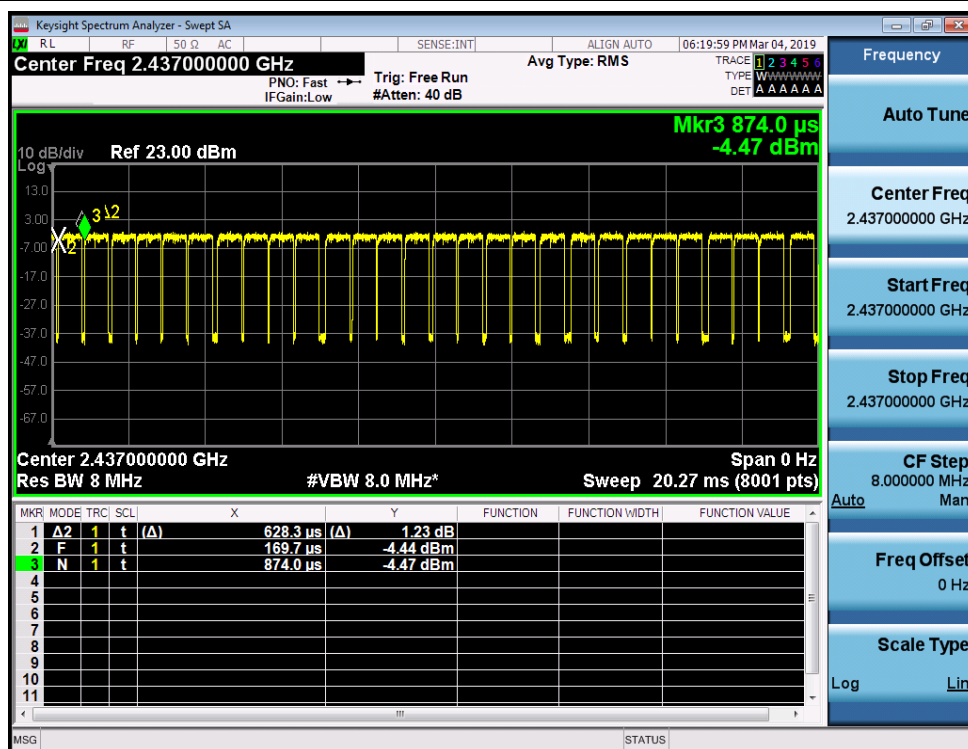 Keysight Spectrum Analyzer - Swept SA
LXI RL RF 50 Ω AC SENSE:INT ALIGN AUTO 06:19:59 PM Mar 04, 2019
Center Freq 2.437000000 GHz
PNO: Fast
IFGain:Low
Trig: Free Run
#Atten: 40 dB
Avg Type: RMS
TRACE 1 2 3 4 5 6
TYPE WWWWWW
DET A A A A A A
Mkr3 874.0 µs
-4.47 dBm
10 dB/div Ref 23.00 dBm
Log
13.0
3.00
-7.00
-17.0
-27.0
-37.0
-47.0
-57.0
-67.0
X2
3Δ2
Center 2.437000000 GHz Span 0 Hz
Res BW 8 MHz #VBW 8.0 MHz* Sweep 20.27 ms (8001 pts)
MKR MODE TRC SCL X Y FUNCTION FUNCTION WIDTH FUNCTION VALUE
1 Δ2 1 t (Δ) 628.3 µs (Δ) 1.23 dB
2 F 1 t 169.7 µs -4.44 dBm
3 N 1 t 874.0 µs -4.47 dBm
4
5
6
7
8
9
10
11
MSG STATUS
Frequency
Auto Tune
Center Freq
2.437000000 GHz
Start Freq
2.437000000 GHz
Stop Freq
2.437000000 GHz
CF Step
8.000000 MHz
Auto Man
Freq Offset
0 Hz
Scale Type
Log Lin